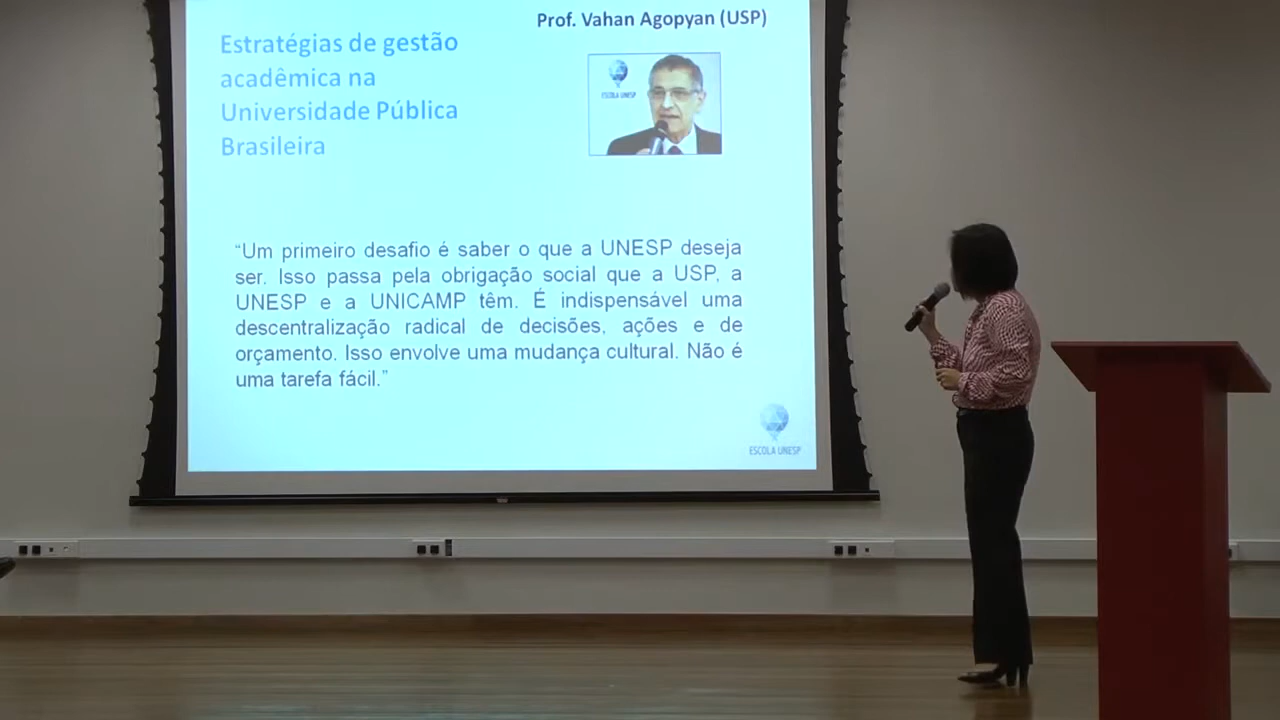 Prof. Vahan Agopyan (USP)
Estratégias de gestão
acadêmica na
Universidade Pública
Brasileira
ESCOLA UNESP
“Um primeiro desafio é saber o que a UNESP deseja
ser. Isso passa pela obrigação social que a USP, a
UNESP e a UNICAMP têm. É indispensável uma
descentralização radical de decisões, ações e de
orçamento. Isso envolve uma mudança cultural. Não é
uma tarefa fácil.”
ESCOLA UNESP